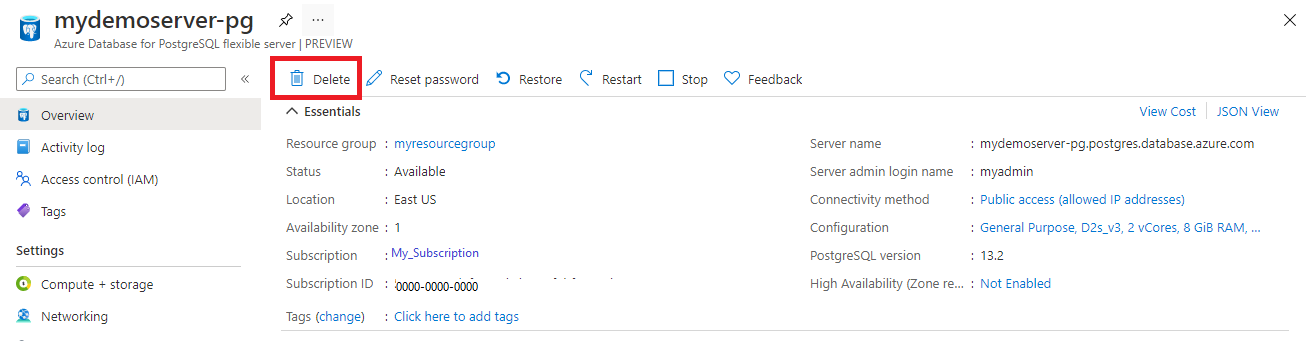 mydemoserver-pg
Azure Database for PostgreSQL flexible server | PREVIEW
Search (Ctrl+/)
Delete Reset password Restore Restart Stop Feedback
Overview
Activity log
Access control (IAM)
Tags
Settings
Compute + storage
Networking
Essentials
View Cost JSON View
Resource group : myresourcegroup
Status : Available
Location : East US
Availability zone : 1
Subscription : My_Subscription
Subscription ID : 0000-0000-0000
Tags (change) : Click here to add tags
Server name : mydemoserver-pg.postgres.database.azure.com
Server admin login name : myadmin
Connectivity method : Public access (allowed IP addresses)
Configuration : General Purpose, D2s_v3, 2 vCores, 8 GiB RAM, ...
PostgreSQL version : 13.2
High Availability (Zone re... : Not Enabled